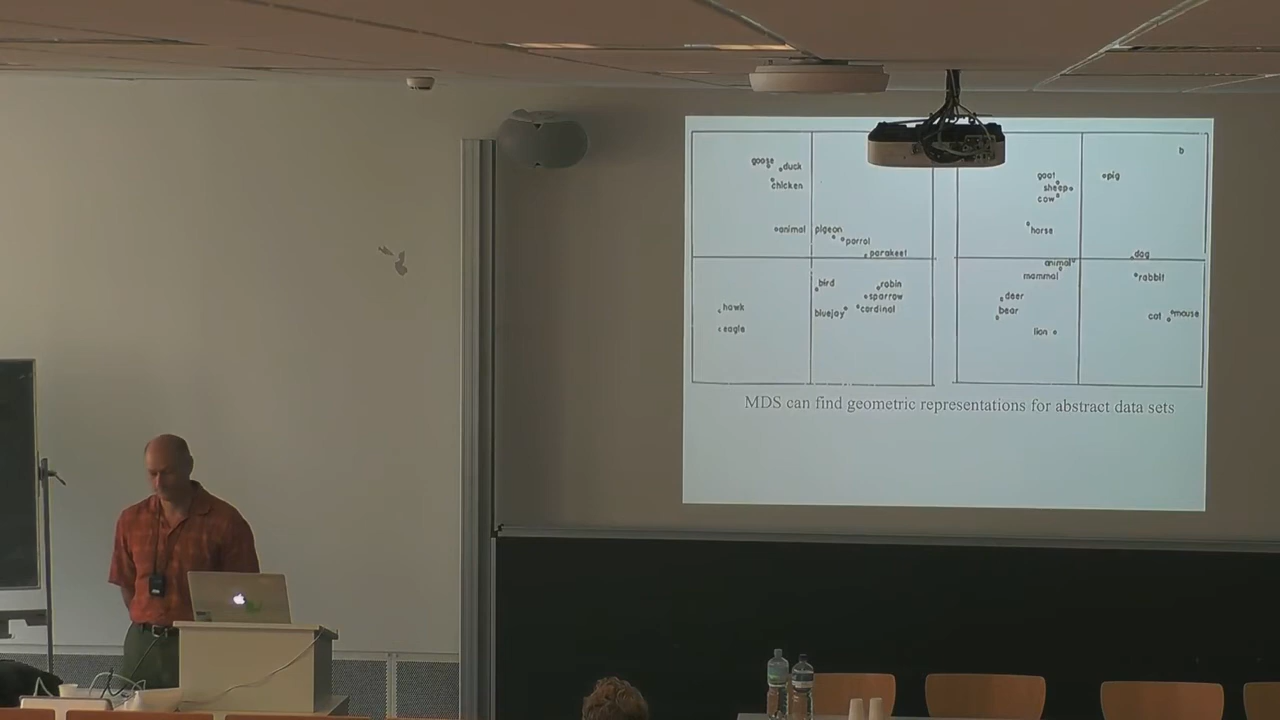 goose
duck
chicken
animal
pigeon
parrot
parakeet
bird
robin
sparrow
cardinal
bluejay
hawk
eagle
b
goat
pig
sheep
cow
horse
dog
animal
mammal
rabbit
deer
bear
cat
mouse
lion
MDS can find geometric representations for abstract data sets